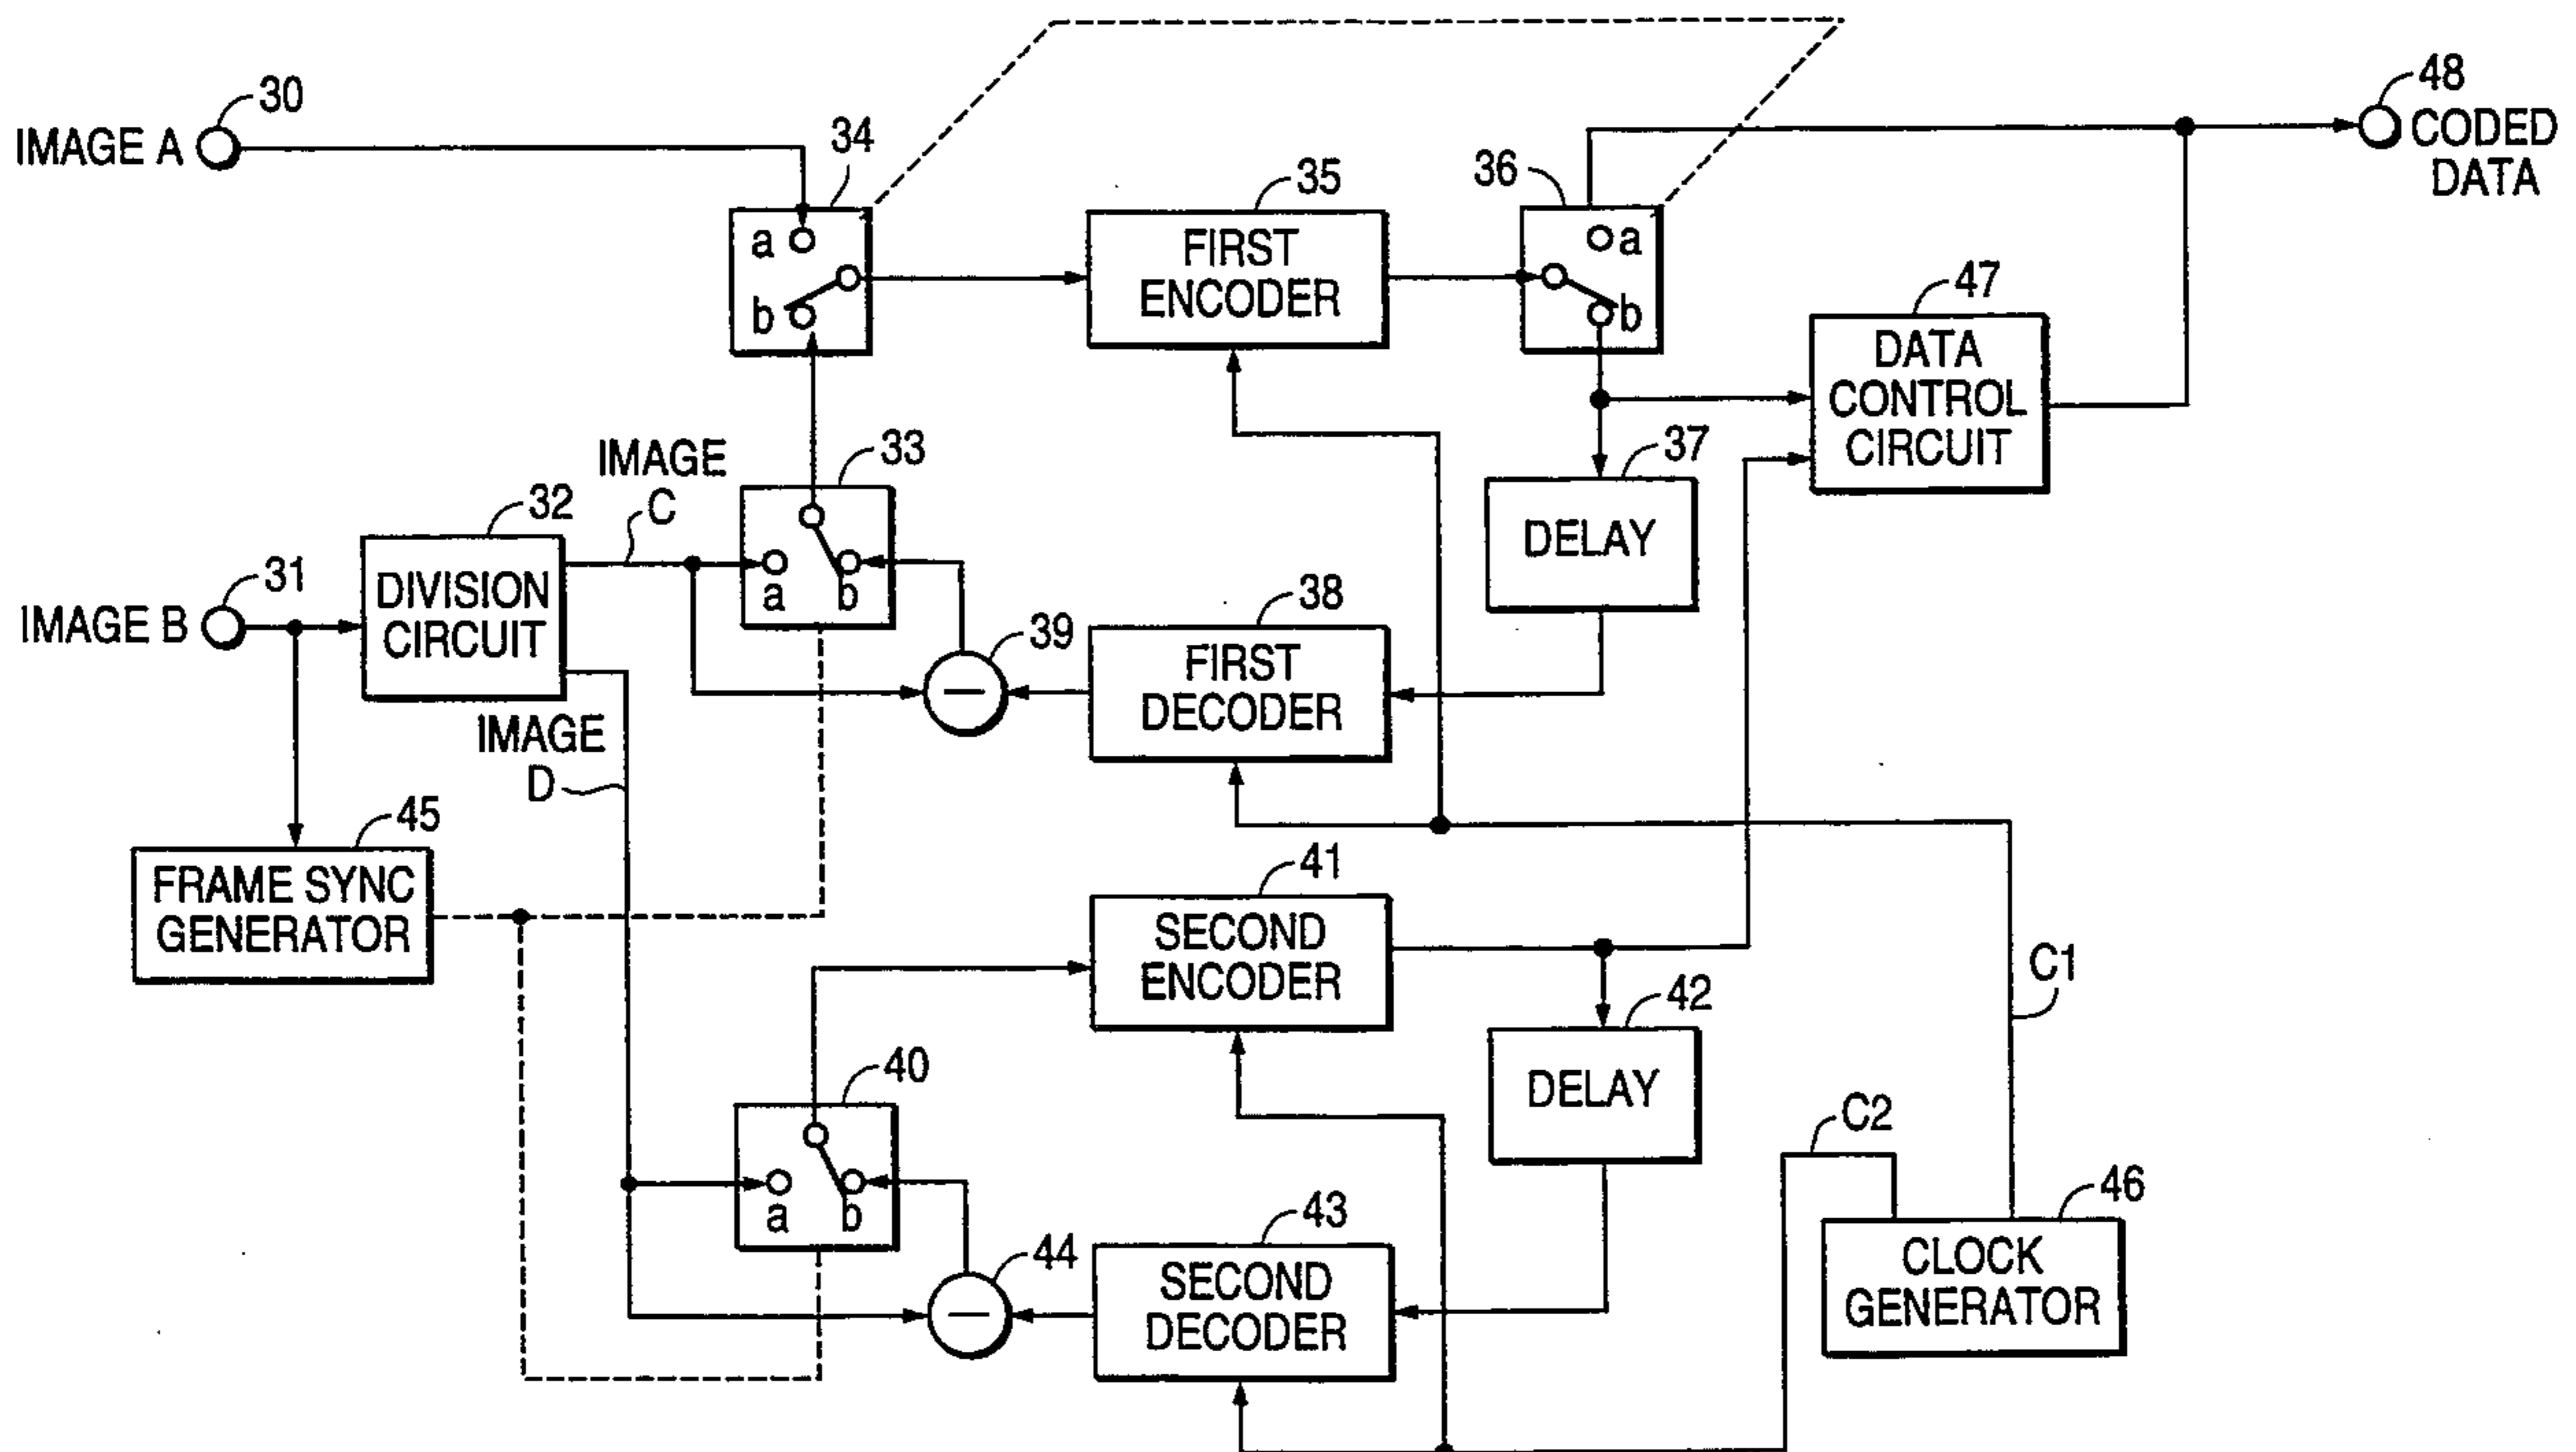 30
IMAGE A
34
a
b
35
FIRST
ENCODER
36
a
b
48
CODED
DATA
47
DATA
CONTROL
CIRCUIT
37
DELAY
IMAGE
C
33
a
b
32
DIVISION
CIRCUIT
31
IMAGE B
39
38
FIRST
DECODER
IMAGE
D
45
FRAME SYNC
GENERATOR
41
SECOND
ENCODER
42
DELAY
C1
40
a
b
44
43
SECOND
DECODER
C2
46
CLOCK
GENERATOR